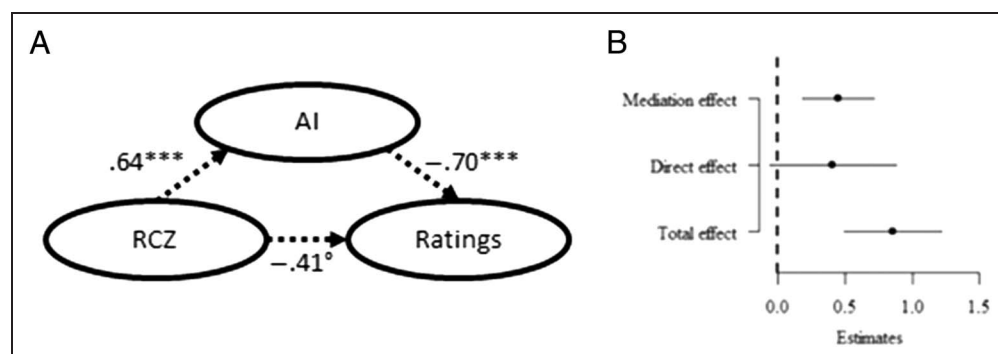 A
AI
.64***
−.70***
RCZ
Ratings
−.41°
B
Mediation effect
Direct effect
Total effect
0.0 0.5 1.0 1.5
Estimates